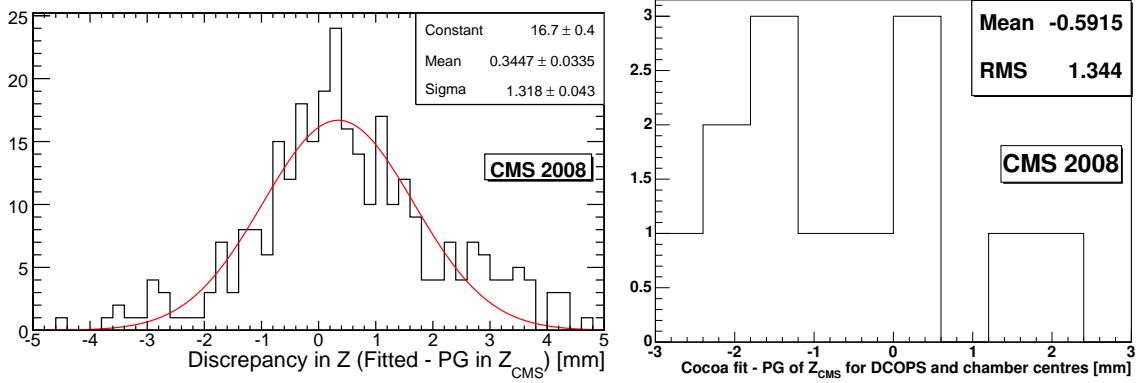 25
20
15
10
5
0
Constant 16.7 ± 0.4
Mean 0.3447 ± 0.0335
Sigma 1.318 ± 0.043
CMS 2008
-5 -4 -3 -2 -1 0 1 2 3 4 5
Discrepancy in Z (Fitted - PG in Z_CMS) [mm]
3
2.5
2
1.5
1
0.5
0
Mean -0.5915
RMS 1.344
CMS 2008
-3 -2 -1 0 1 2 3
Cocoa fit - PG of Z_CMS for DCOPS and chamber centres [mm]